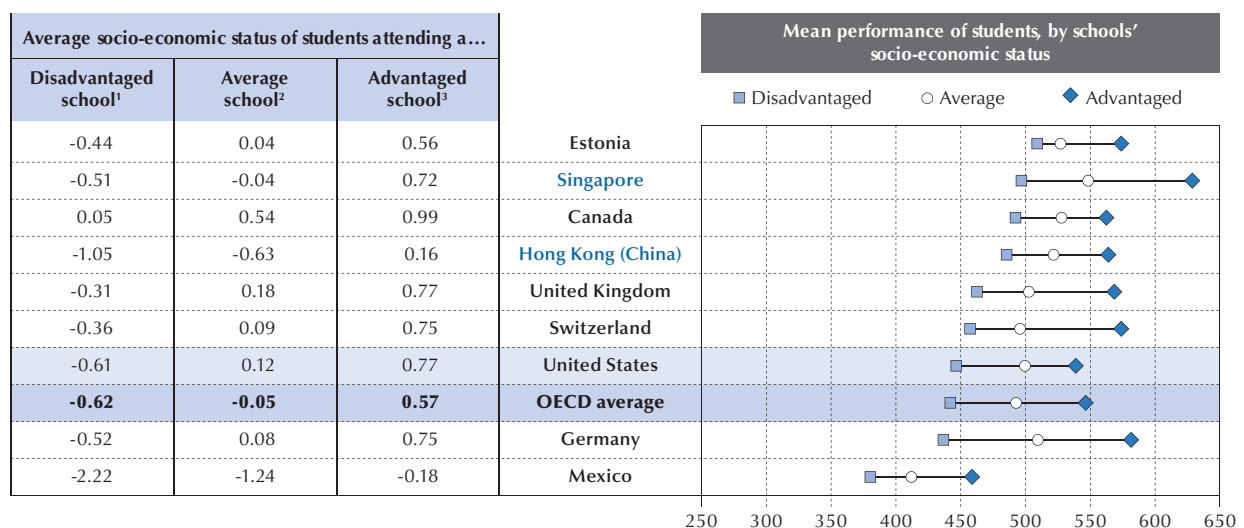 Average socio-economic status of students attending a…
Mean performance of students, by schools'
socio-economic status
Disadvantaged
school¹
Average
school²
Advantaged
school³
Disadvantaged Average Advantaged
-0.44 0.04 0.56 Estonia
-0.51 -0.04 0.72 Singapore
0.05 0.54 0.99 Canada
-1.05 -0.63 0.16 Hong Kong (China)
-0.31 0.18 0.77 United Kingdom
-0.36 0.09 0.75 Switzerland
-0.61 0.12 0.77 United States
-0.62 -0.05 0.57 OECD average
-0.52 0.08 0.75 Germany
-2.22 -1.24 -0.18 Mexico
250 300 350 400 450 500 550 600 650